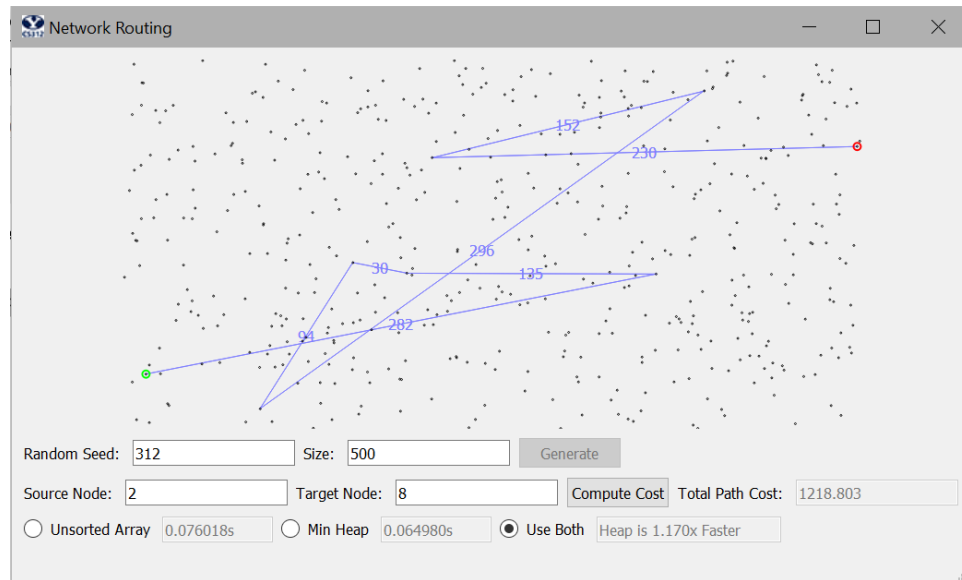 CS312 Network Routing
152
230
296
30
135
282
94
Random Seed: 312 Size: 500 Generate
Source Node: 2 Target Node: 8 Compute Cost Total Path Cost: 1218.803
Unsorted Array 0.076018s Min Heap 0.064980s Use Both Heap is 1.170x Faster